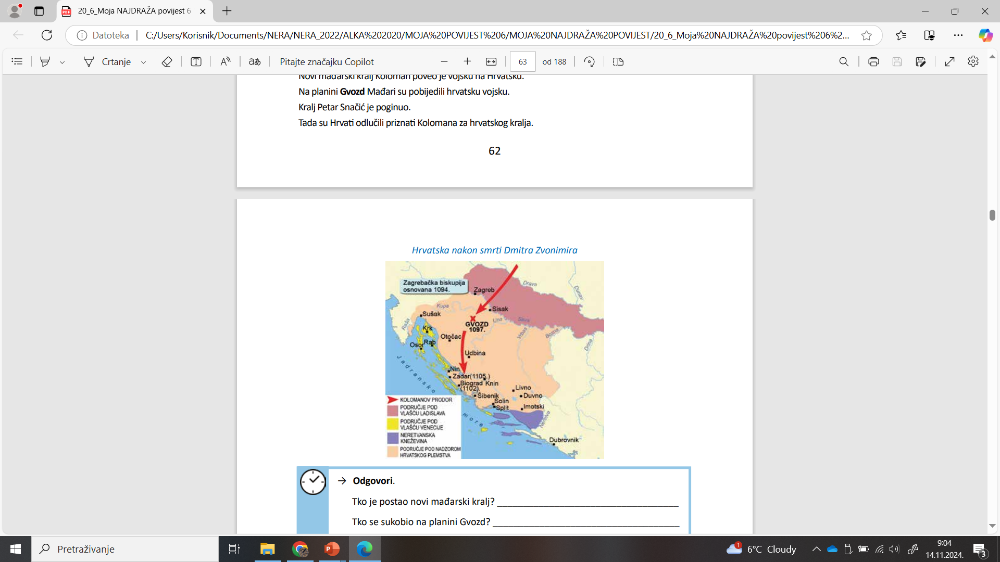 20_6_Moja NAJDRAŽA povijest 6
Datoteka
C:/Users/Korisnik/Documents/NERA/NERA_2022/ALKA%202020/MOJA%20POVIJEST%206/MOJA%20NAJDRAŽA%20POVIJEST/20_6_Moja%20NAJDRAŽA%20povijest%206%2...
Crtanje
Pitajte značajku Copilot
63 od 188
Novi mađarski kralj Koloman poveo je vojsku na Hrvatsku.
Na planini Gvozd Mađari su pobijedili hrvatsku vojsku.
Kralj Petar Snačić je poginuo.
Tada su Hrvati odlučili priznati Kolomana za hrvatskog kralja.
62
Hrvatska nakon smrti Dmitra Zvonimira
Zagrebačka biskupija
osnovana 1094.
Zagreb
Drava
Dunav
Kupa
Sisak
Sušak
Raša
Una
Sava
GVOZD
1097.
Krk
Vrbas
Bosna
Otočac
Osor
Rab
Drina
Udbina
Jadransko
Nin
Zadar(1105.)
Biograd
(1102).
Knin
Livno
Šibenik
Duvno
Solin
Split
Imotski
more
Neretva
Dubrovnik
KOLOMANOV PRODOR
PODRUČJE POD
VLAŠĆU LADISLAVA
PODRUČJE POD
VLAŠĆU VENECIJE
NERETVANSKA
KNEŽEVINA
PODRUČJE POD NADZOROM
HRVATSKOG PLEMSTVA
→ Odgovori.
Tko je postao novi mađarski kralj? ___________________________________
Tko se sukobio na planini Gvozd? ____________________________________
Pretraživanje
1
6°C Cloudy
9:04
14.11.2024.
3